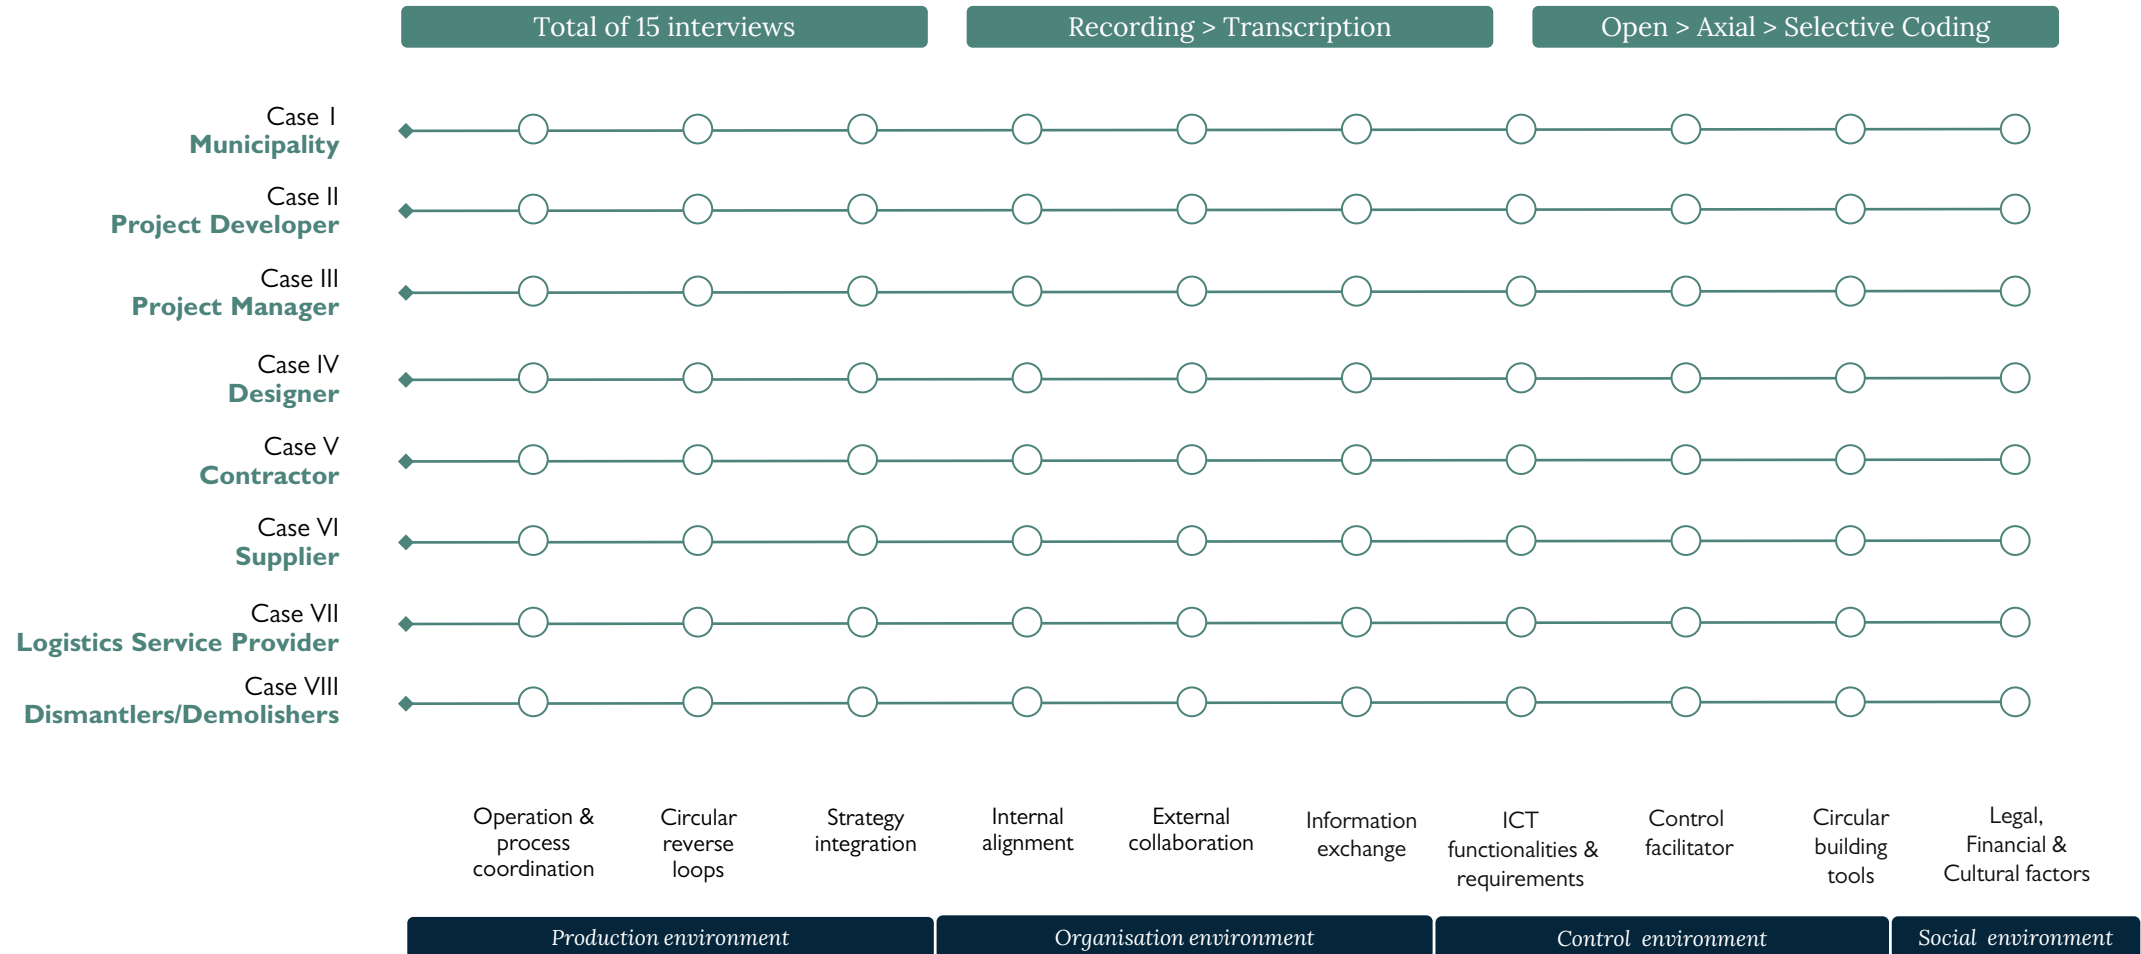 Total of 15 interviews
Recording > Transcription
Open > Axial > Selective Coding
Case I
Municipality
Case II
Project Developer
Case III
Project Manager
Case IV
Designer
Case V
Contractor
Case VI
Supplier
Case VII
Logistics Service Provider
Case VIII
Dismantlers/Demolishers
Operation &
process
coordination
Circular
reverse
loops
Strategy
integration
Internal
alignment
External
collaboration
Information
exchange
ICT
functionalities &
requirements
Control
facilitator
Circular
building
tools
Legal,
Financial &
Cultural factors
Production environment
Organisation environment
Control environment
Social environment